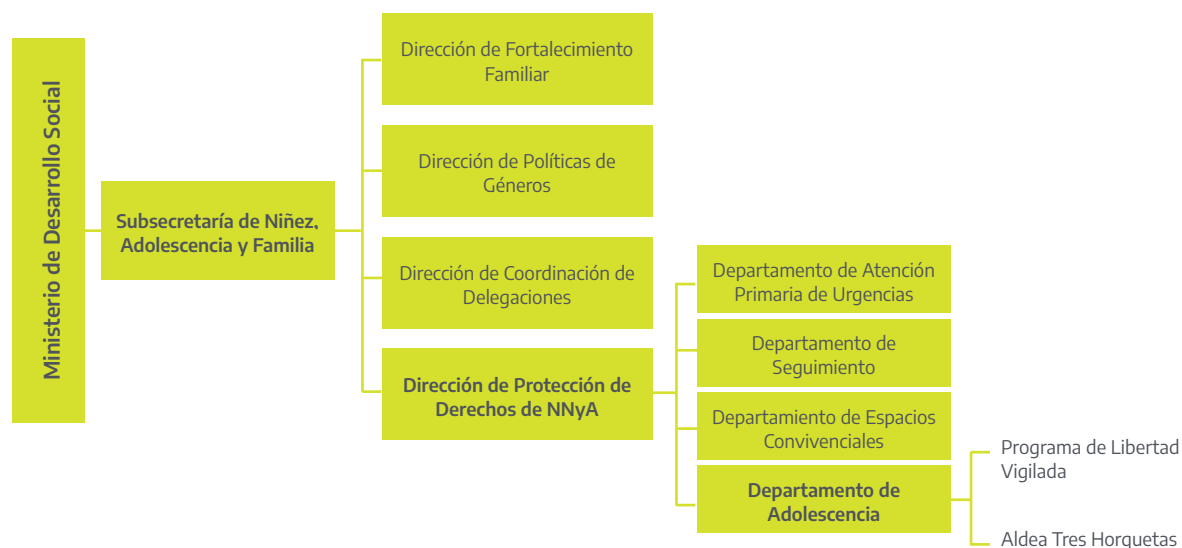 Ministerio de Desarrollo Social
Subsecretaría de Niñez,
Adolescencia y Familia
Dirección de Fortalecimiento
Familiar
Dirección de Políticas de
Géneros
Dirección de Coordinación de
Delegaciones
Dirección de Protección de
Derechos de NNyA
Departamento de Atención
Primaria de Urgencias
Departamento de
Seguimiento
Departamiento de Espacios
Convivenciales
Departamento de
Adolescencia
Programa de Libertad
Vigilada
Aldea Tres Horquetas